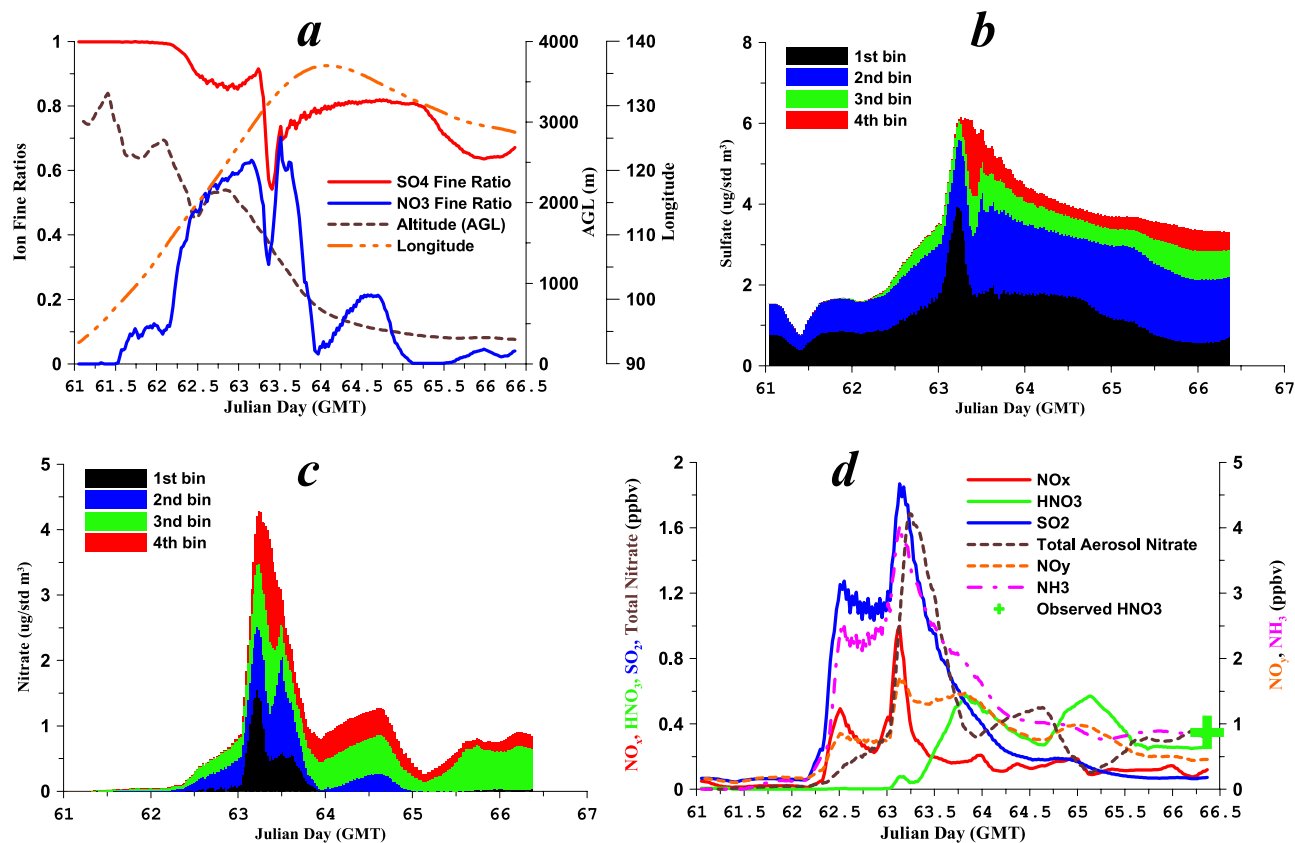 a
1
0.8
0.6
0.4
0.2
0
Ion Fine Ratios
4000
3000
2000
1000
0
AGL (m)
140
130
120
110
100
90
Longitude
SO4 Fine Ratio
NO3 Fine Ratio
Altitude (AGL)
Longitude
61 61.5 62 62.5 63 63.5 64 64.5 65 65.5 66 66.5
Julian Day (GMT)
b
8
6
4
2
0
Sulfate (ug/std m³)
1st bin
2nd bin
3nd bin
4th bin
61 62 63 64 65 66 67
Julian Day (GMT)
c
5
4
3
2
1
0
Nitrate (ug/std m³)
1st bin
2nd bin
3nd bin
4th bin
61 62 63 64 65 66 67
Julian Day (GMT)
d
2
1.6
1.2
0.8
0.4
0
NOₓ, HNO₃, SO₂, Total Nitrate (ppbv)
5
4
3
2
1
0
NOᵧ, NH₃ (ppbv)
NOx
HNO3
SO2
Total Aerosol Nitrate
NOy
NH3
Observed HNO3
61 61.5 62 62.5 63 63.5 64 64.5 65 65.5 66 66.5
Julian Day (GMT)